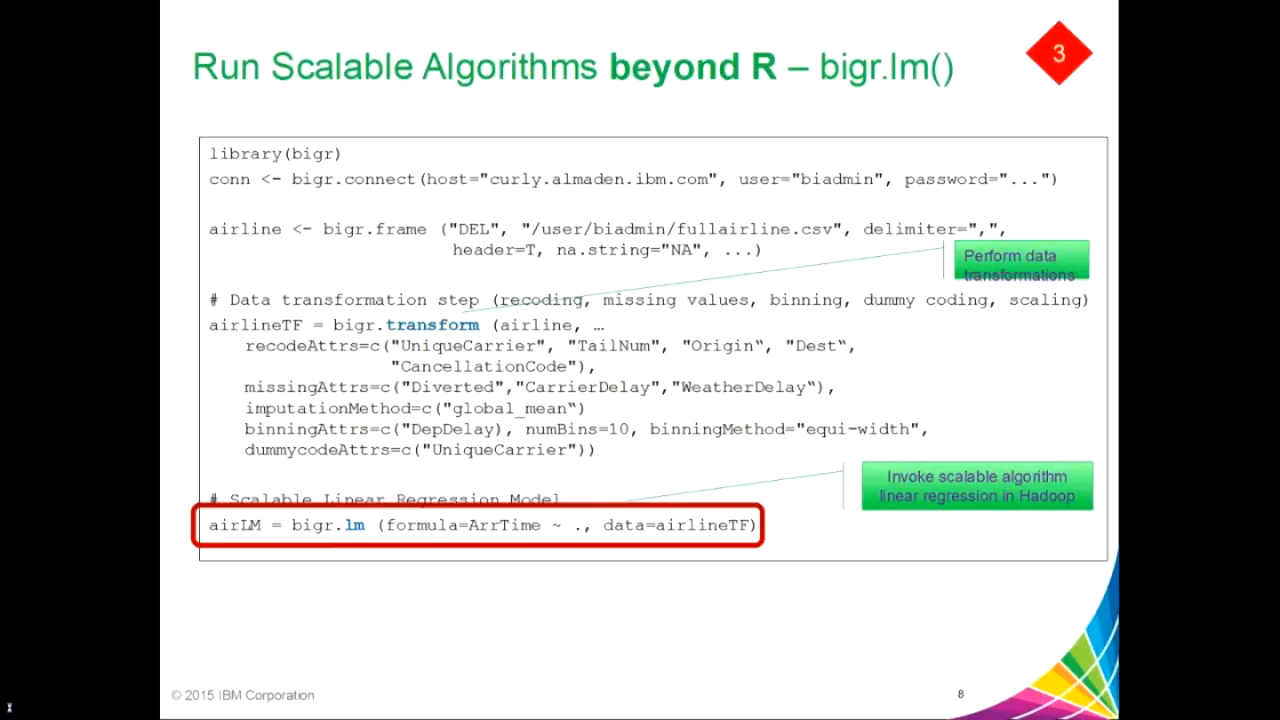 Run Scalable Algorithms beyond R – bigr.lm()
3
library(bigr)
conn <- bigr.connect(host="curly.almaden.ibm.com", user="biadmin", password="...")
airline <- bigr.frame ("DEL", "/user/biadmin/fullairline.csv", delimiter=",",
header=T, na.string="NA", ...)
Perform data
transformations
# Data transformation step (recoding, missing values, binning, dummy coding, scaling)
airlineTF = bigr.transform (airline, …
recodeAttrs=c("UniqueCarrier", "TailNum", "Origin“, "Dest“,
"CancellationCode"),
missingAttrs=c("Diverted","CarrierDelay","WeatherDelay“),
imputationMethod=c("global_mean“)
binningAttrs=c("DepDelay), numBins=10, binningMethod="equi-width",
dummycodeAttrs=c("UniqueCarrier"))
Invoke scalable algorithm
linear regression in Hadoop
# Scalable Linear Regression Model
airLM = bigr.lm (formula=ArrTime ~ ., data=airlineTF)
© 2015 IBM Corporation
8